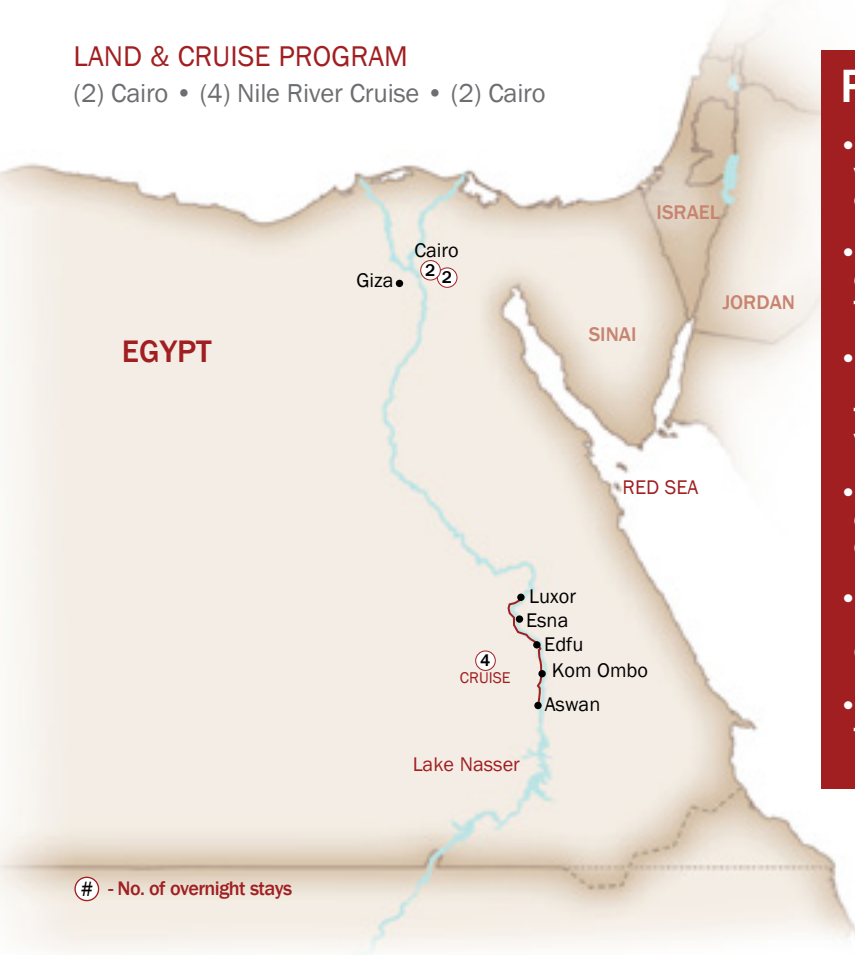 LAND & CRUISE PROGRAM
(2) Cairo • (4) Nile River Cruise • (2) Cairo
ISRAEL
Cairo
2 2
Giza
JORDAN
SINAI
EGYPT
RED SEA
Luxor
Esna
Edfu
4
CRUISE
Kom Ombo
Aswan
Lake Nasser
# - No. of overnight stays